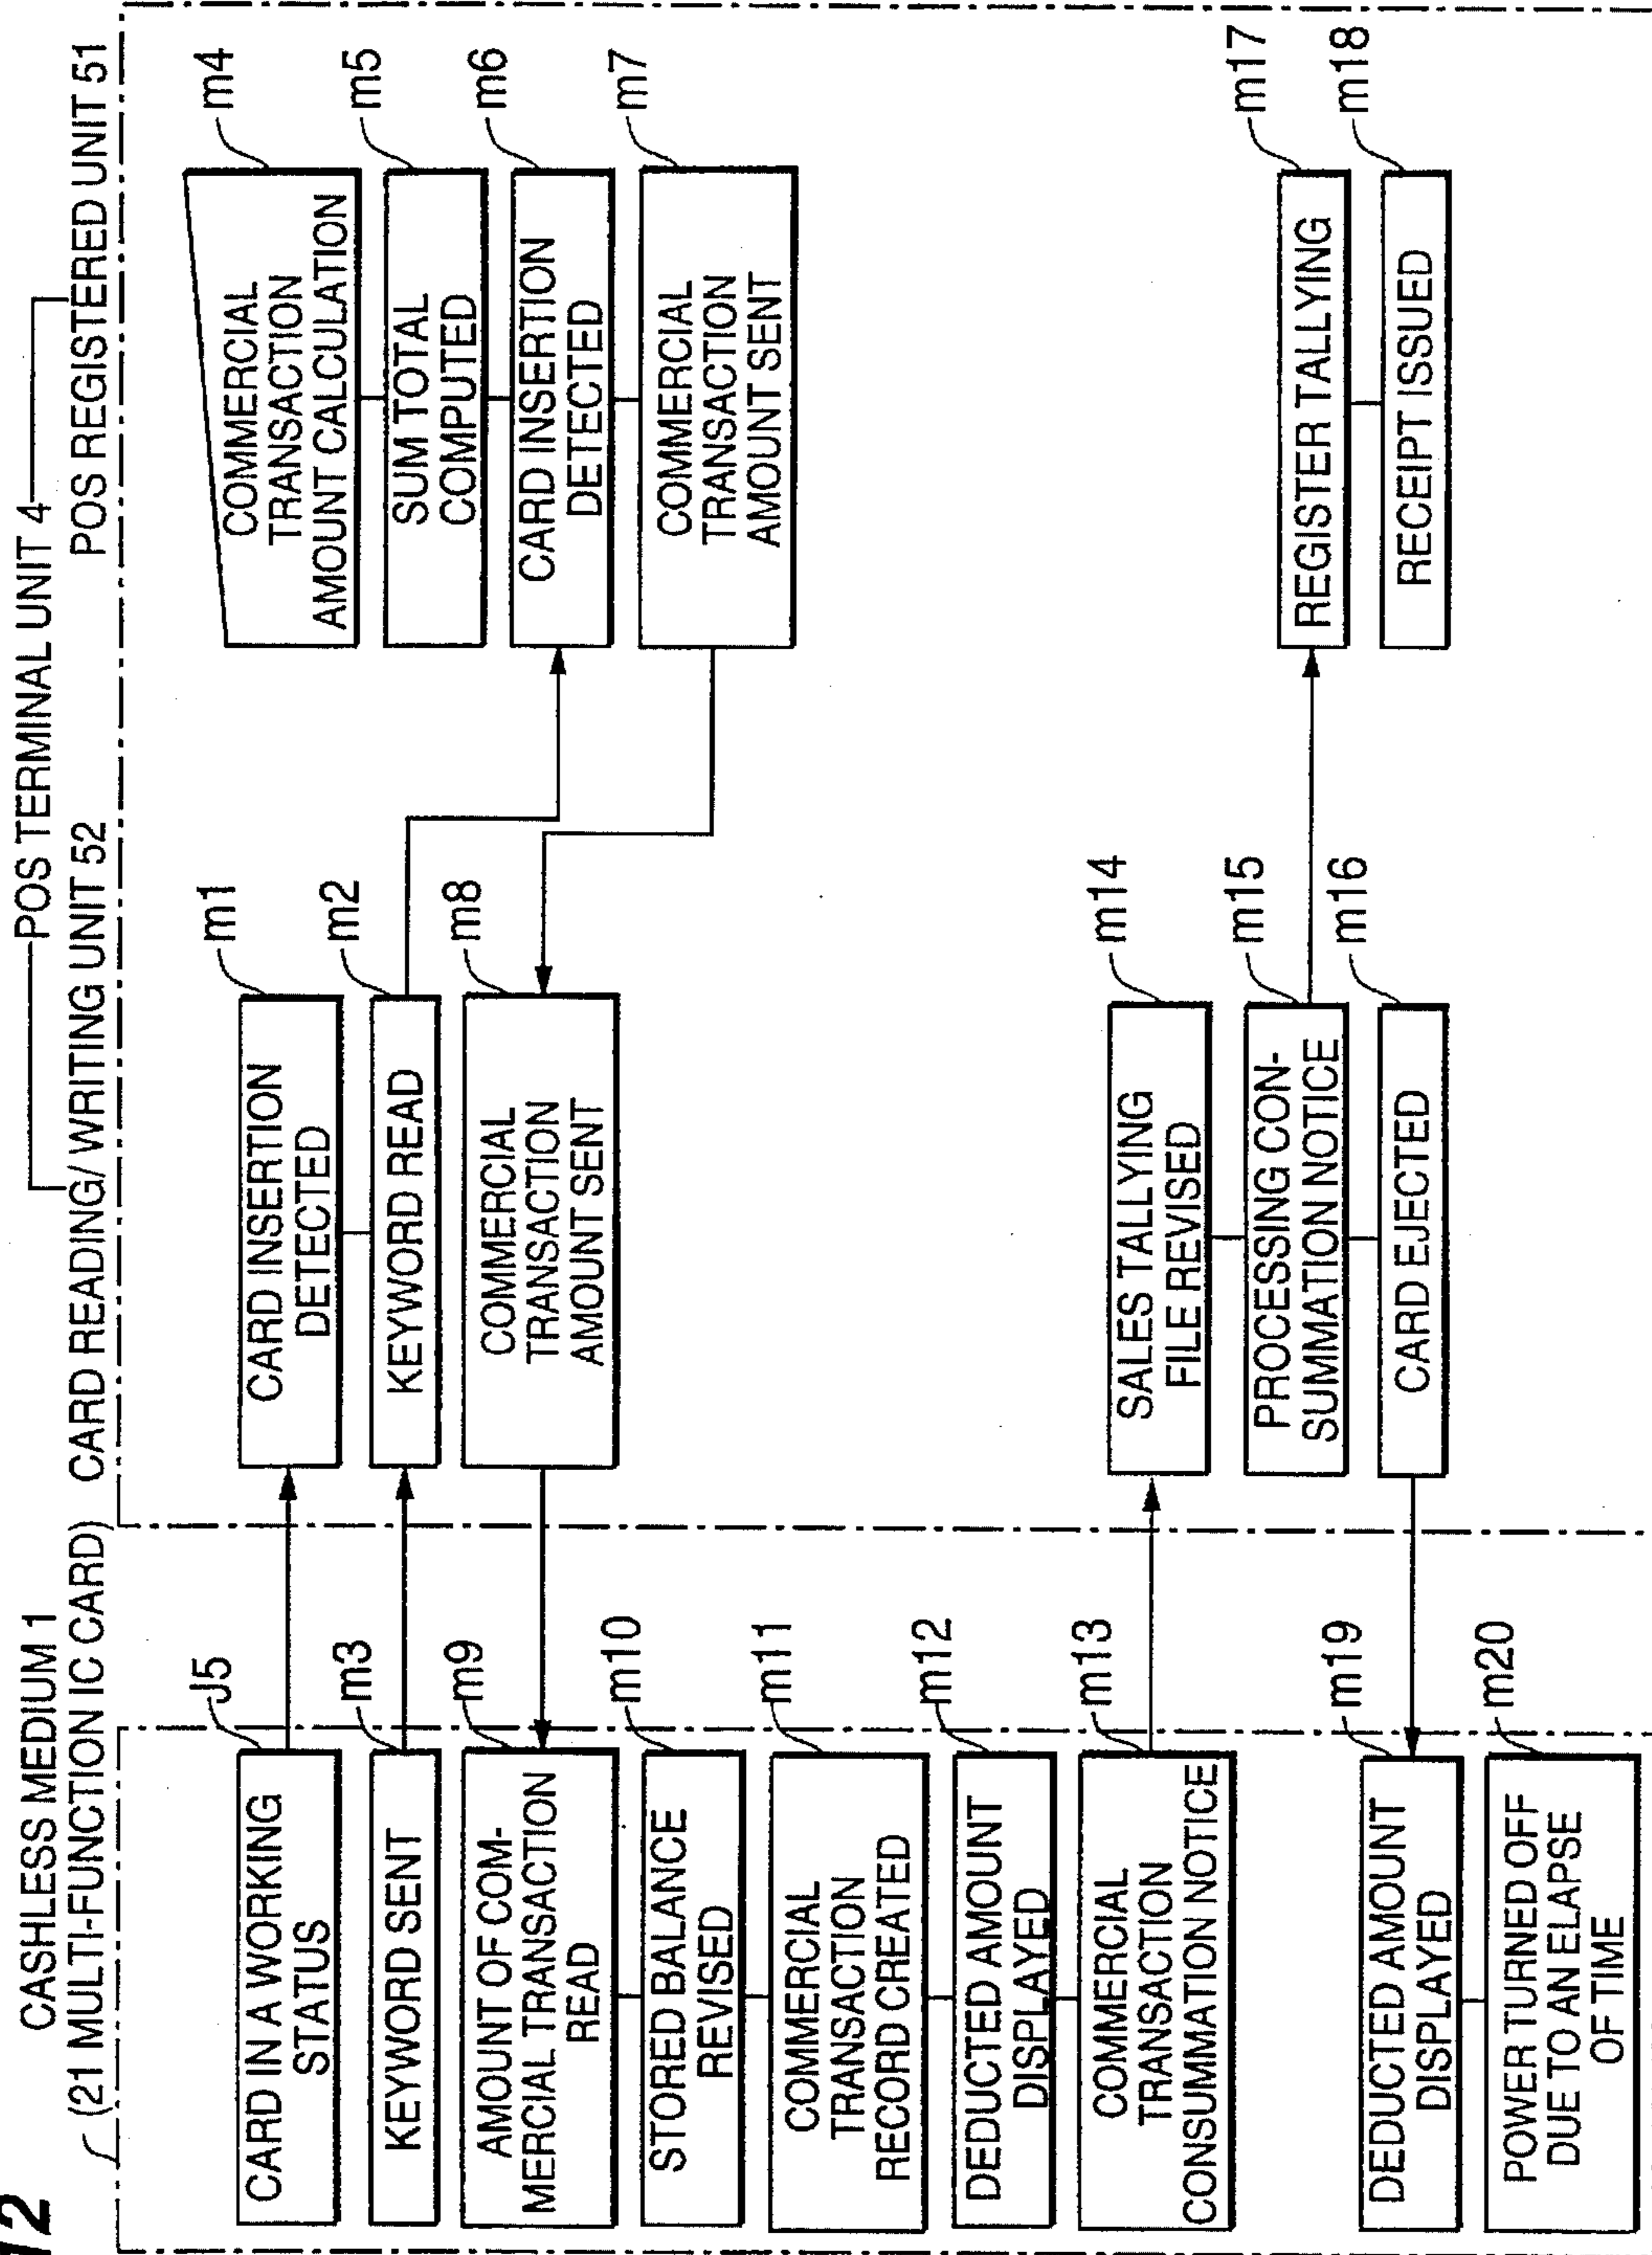 12
CASHLESS MEDIUM 1
(21 MULTI-FUNCTION IC CARD)
POS TERMINAL UNIT 4
CARD READING/WRITING UNIT 52
POS REGISTERED UNIT 51
J5
CARD IN A WORKING
STATUS
m3
KEYWORD SENT
m9
AMOUNT OF COM-
MERCIAL TRANSACTION
READ
m10
STORED BALANCE
REVISED
m11
COMMERCIAL
TRANSACTION
RECORD CREATED
m12
DEDUCTED AMOUNT
DISPLAYED
m13
COMMERCIAL
TRANSACTION
CONSUMMATION NOTICE
m19
DEDUCTED AMOUNT
DISPLAYED
m20
POWER TURNED OFF
DUE TO AN ELAPSE
OF TIME
m1
CARD INSERTION
DETECTED
m2
KEYWORD READ
m8
COMMERCIAL
TRANSACTION
AMOUNT SENT
m14
SALES TALLYING
FILE REVISED
m15
PROCESSING CON-
SUMMATION NOTICE
m16
CARD EJECTED
m4
COMMERCIAL
TRANSACTION
AMOUNT CALCULATION
m5
SUM TOTAL
COMPUTED
m6
CARD INSERTION
DETECTED
m7
COMMERCIAL
TRANSACTION
AMOUNT SENT
m17
REGISTER TALLYING
m18
RECEIPT ISSUED